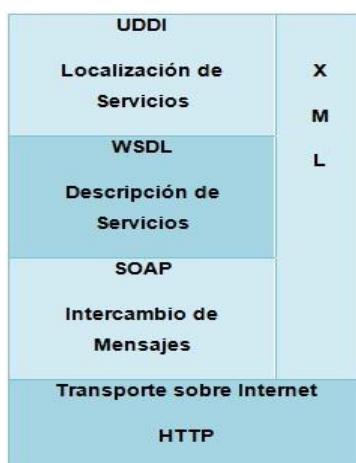 UDDI
Localización de
Servicios
X
M
L
WSDL
Descripción de
Servicios
SOAP
Intercambio de
Mensajes
Transporte sobre Internet
HTTP